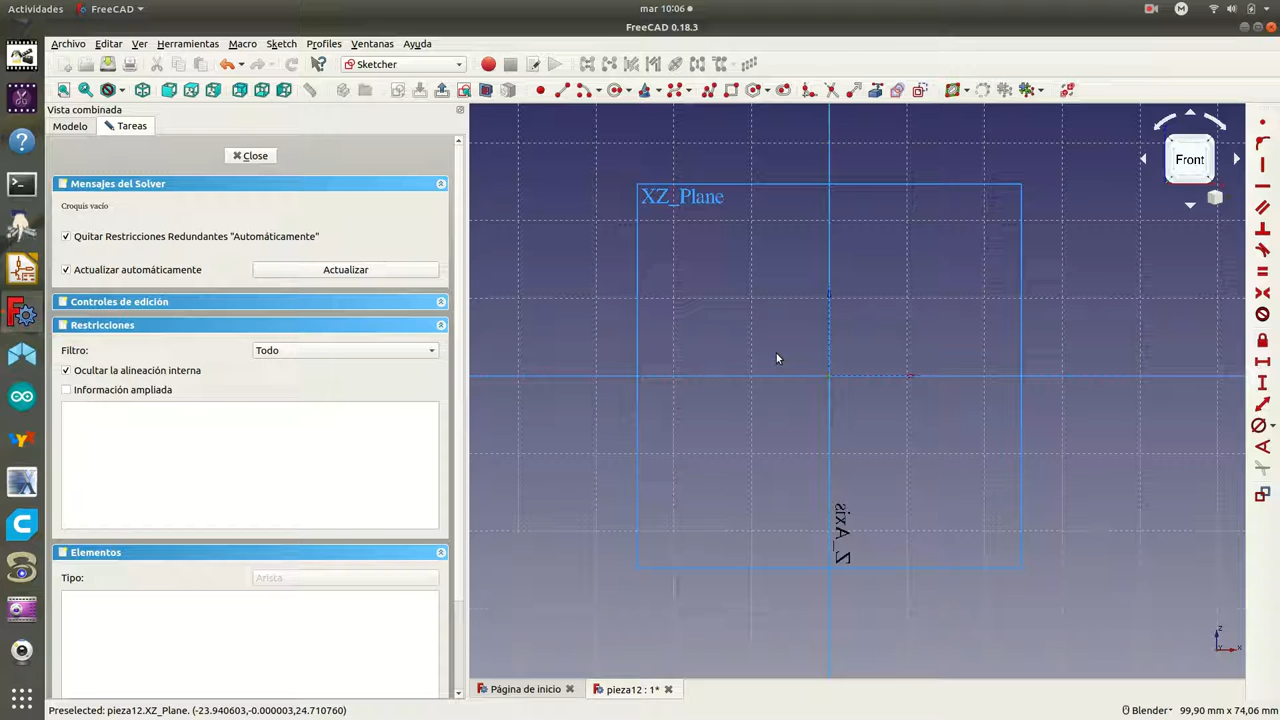 Actividades
FreeCAD
mar 10:06
FreeCAD 0.18.3
Archivo Editar Ver Herramientas Macro Sketch Profiles Ventanas Ayuda
Sketcher
Vista combinada
Modelo
Tareas
Close
Mensajes del Solver
Croquis vacío
Quitar Restricciones Redundantes "Automáticamente"
Actualizar automáticamente
Actualizar
Controles de edición
Restricciones
Filtro:
Todo
Ocultar la alineación interna
Información ampliada
Elementos
Tipo:
Arista
XZ_Plane
Z_Axis
Front
z
x
Página de inicio
pieza12 : 1*
Preselected: pieza12.XZ_Plane. (-23.940603,-0.000003,24.710760)
Blender
99,90 mm x 74,06 mm